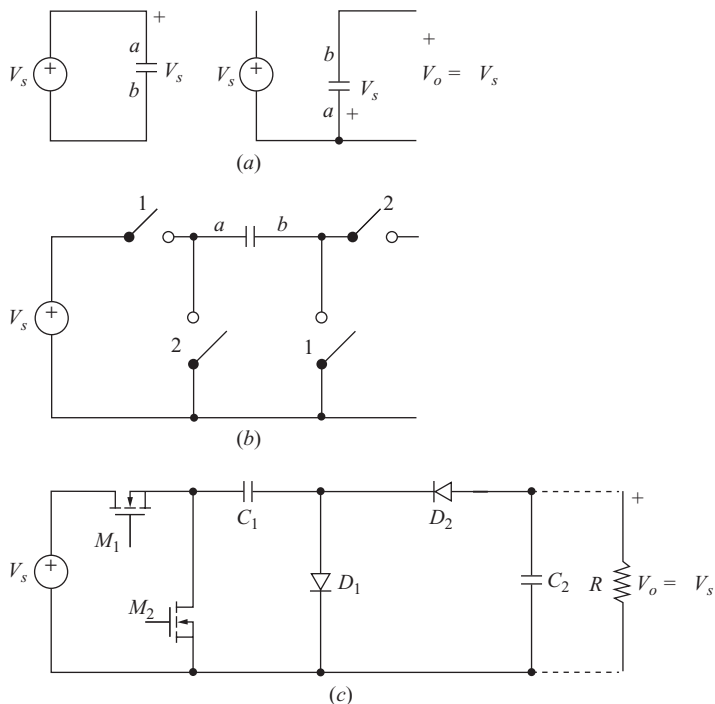 +
a
V_s
b
V_s
+
V_s
b
V_s
a
+
+
V_o = V_s
(a)
1
a
b
2
+
V_s
2
1
(b)
M_1
C_1
D_2
+
+
V_s
M_2
D_1
C_2
R
V_o = V_s
(c)